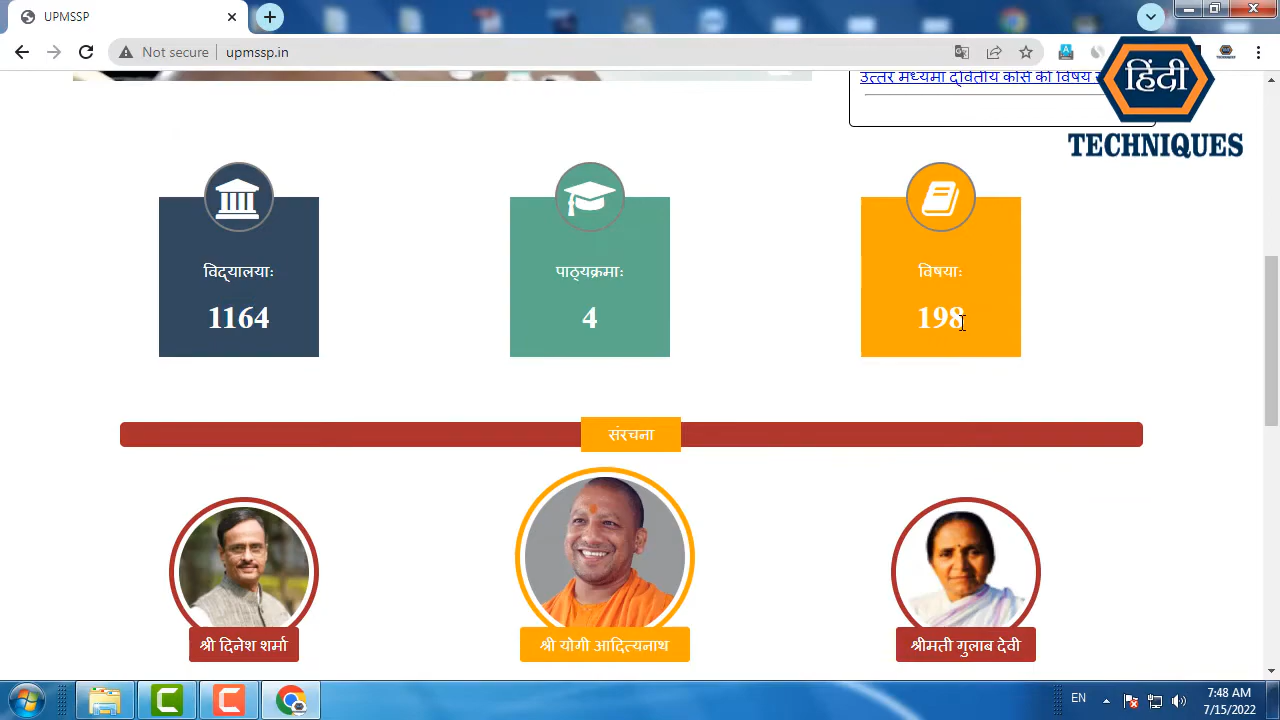 UPMSSP
Not secure
upmssp.in
उत्तर मध्यमा द्वितीय कोर्स की विषय
हिंदी
TECHNIQUES
विद्यालयाः
1164
पाठ्यक्रमाः
4
विषयाः
198
संरचना
श्री दिनेश शर्मा
श्री योगी आदित्यनाथ
श्रीमती गुलाब देवी
EN
7:48 AM
7/15/2022